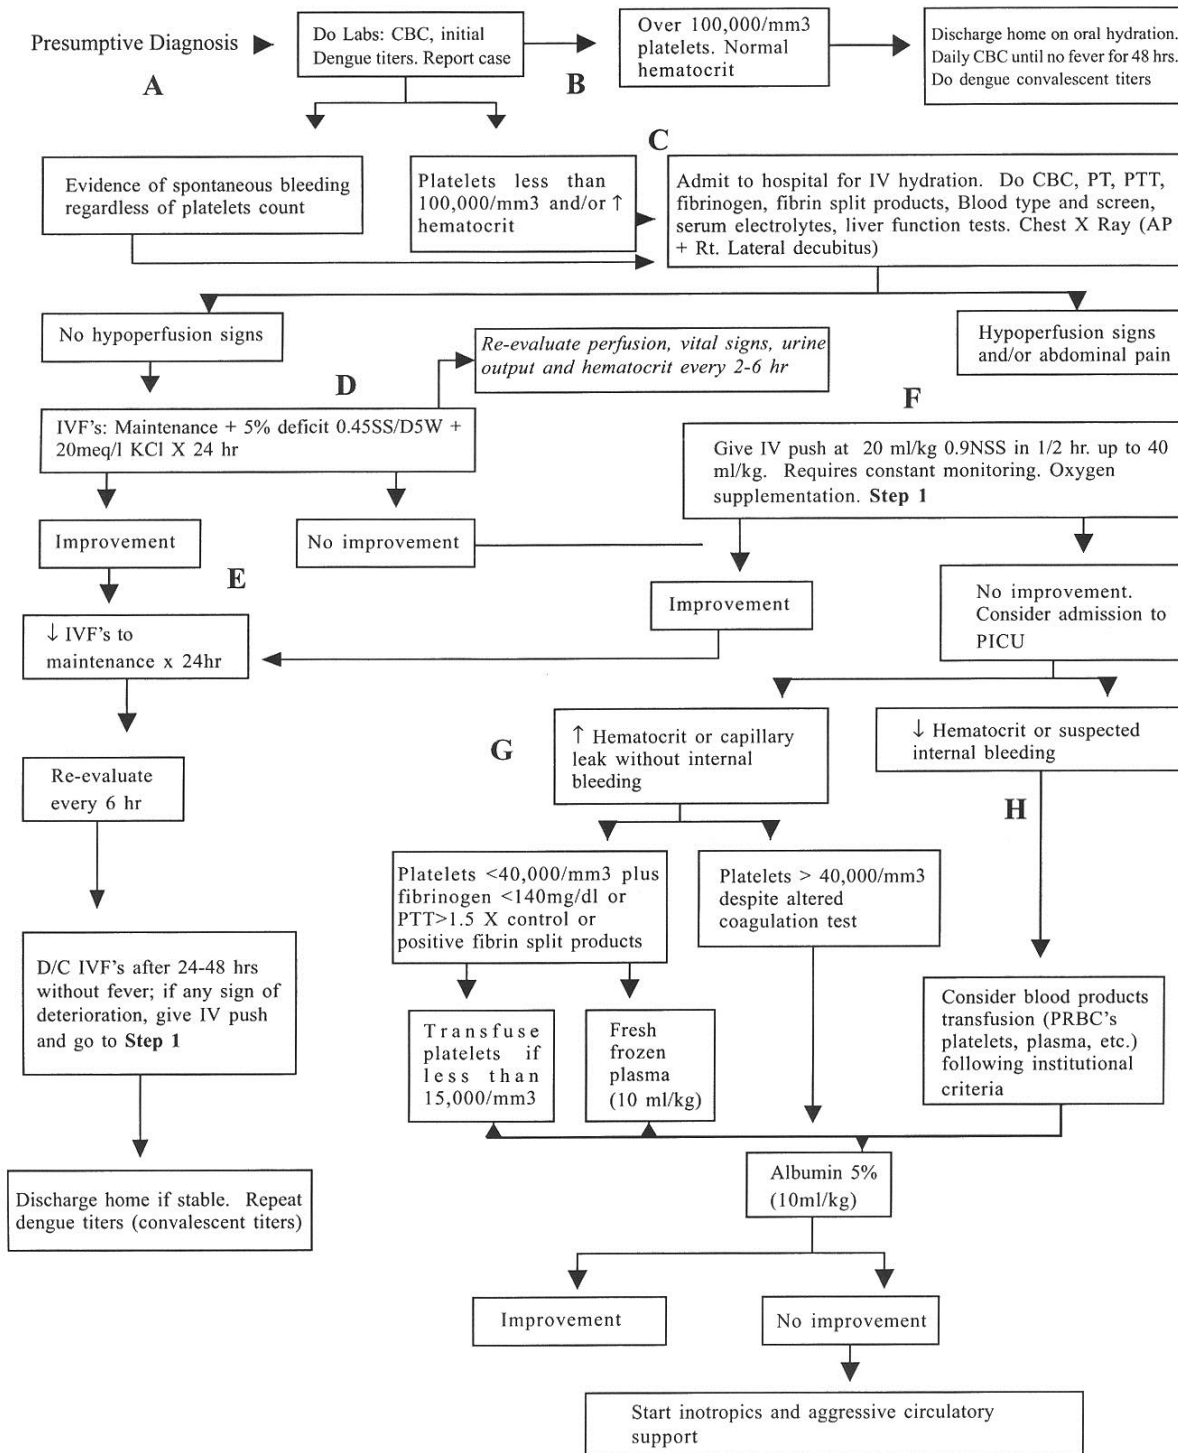 Presumptive Diagnosis
A
Do Labs: CBC, initial
Dengue titers. Report case
B
Over 100,000/mm3
platelets. Normal
hematocrit
Discharge home on oral hydration.
Daily CBC until no fever for 48 hrs.
Do dengue convalescent titers
Evidence of spontaneous bleeding
regardless of platelets count
Platelets less than
100,000/mm3 and/or ↑
hematocrit
C
Admit to hospital for IV hydration. Do CBC, PT, PTT,
fibrinogen, fibrin split products, Blood type and screen,
serum electrolytes, liver function tests. Chest X Ray (AP
+ Rt. Lateral decubitus)
No hypoperfusion signs
Re-evaluate perfusion, vital signs, urine
output and hematocrit every 2-6 hr
Hypoperfusion signs
and/or abdominal pain
D
IVF's: Maintenance + 5% deficit 0.45SS/D5W +
20meq/l KCl X 24 hr
F
Give IV push at 20 ml/kg 0.9NSS in 1/2 hr. up to 40
ml/kg. Requires constant monitoring. Oxygen
supplementation. Step 1
Improvement
No improvement
E
Improvement
No improvement.
Consider admission to
PICU
↓ IVF's to
maintenance x 24hr
G
↑ Hematocrit or capillary
leak without internal
bleeding
↓ Hematocrit or suspected
internal bleeding
Re-evaluate
every 6 hr
H
Platelets <40,000/mm3 plus
fibrinogen <140mg/dl or
PTT>1.5 X control or
positive fibrin split products
Platelets > 40,000/mm3
despite altered
coagulation test
D/C IVF's after 24-48 hrs
without fever; if any sign of
deterioration, give IV push
and go to Step 1
Transfuse
platelets if
less than
15,000/mm3
Fresh
frozen
plasma
(10 ml/kg)
Consider blood products
transfusion (PRBC's
platelets, plasma, etc.)
following institutional
criteria
Albumin 5%
(10ml/kg)
Discharge home if stable. Repeat
dengue titers (convalescent titers)
Improvement
No improvement
Start inotropics and aggressive circulatory
support